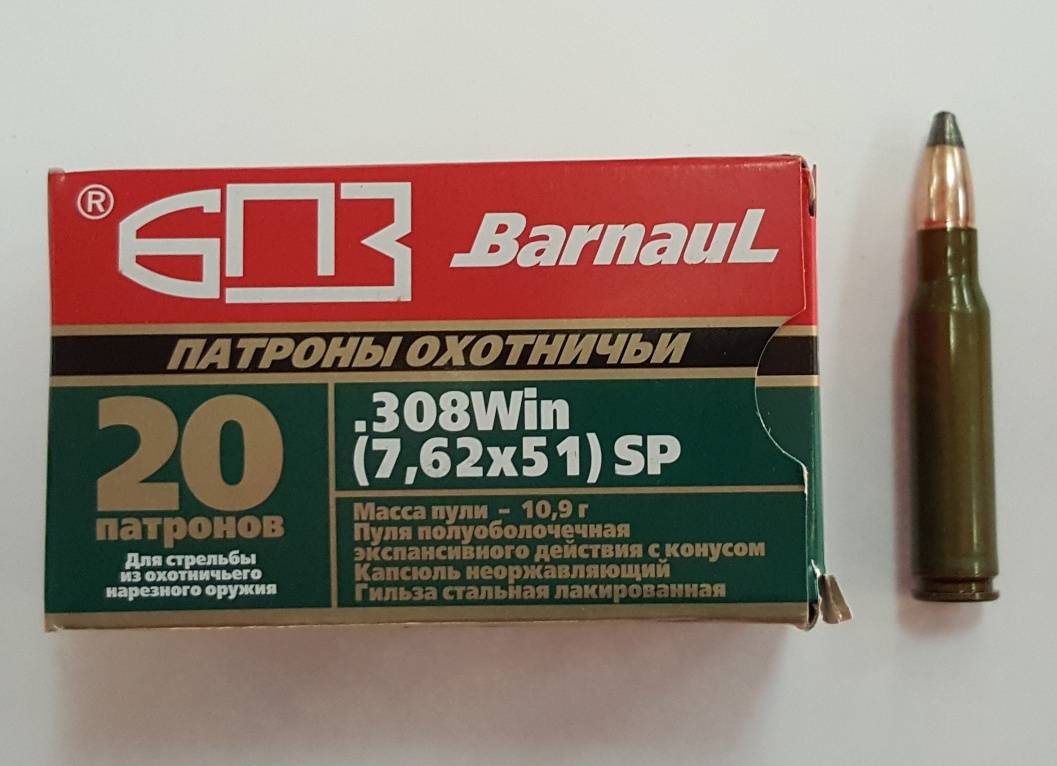 ® БПЗ Barnaul
ПАТРОНЫ ОХОТНИЧЬИ
20
патронов
Для стрельбы
из охотничьего
нарезного оружия
.308Win
(7,62x51) SP
Масса пули – 10,9 г
Пуля полуоболочечная
экспансивного действия с конусом
Капсюль неоржавляющий
Гильза стальная лакированная